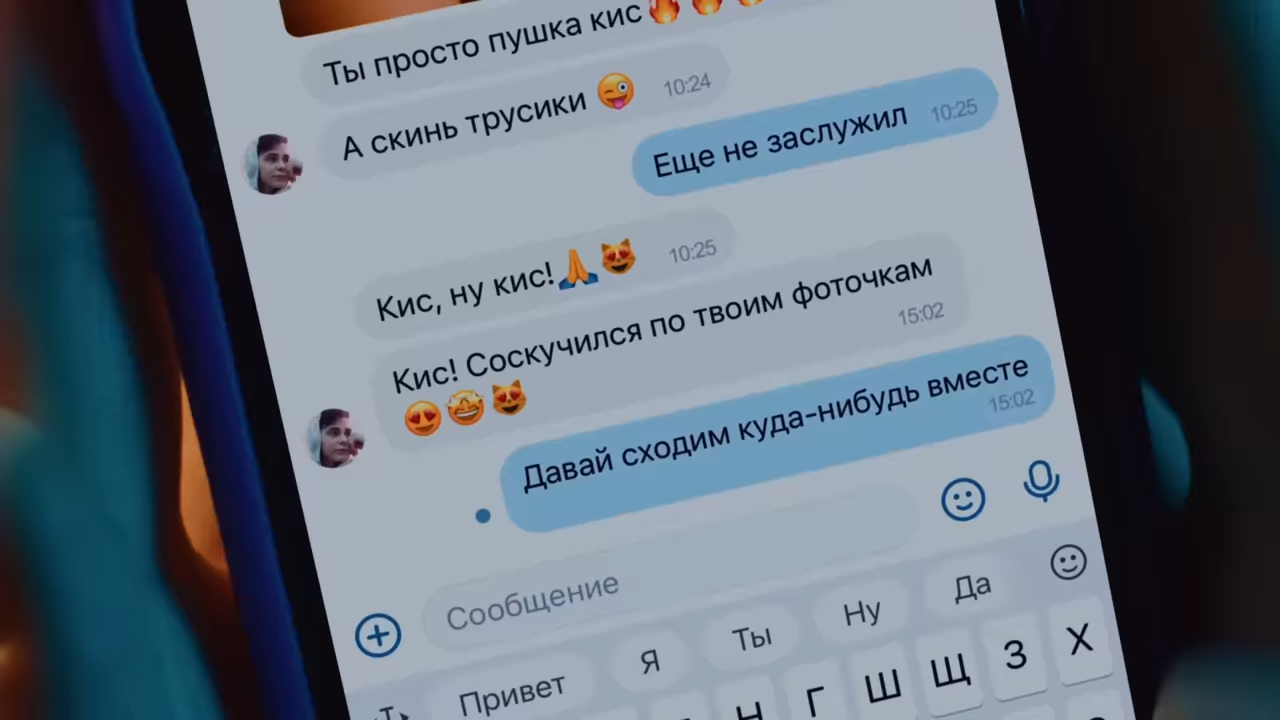 Ты просто пушка кис🔥🔥🔥
А скинь трусики 😜 10:24
Еще не заслужил 10:25
Кис, ну кис!🙏😻 10:25
Кис! Соскучился по твоим фоточкам
😍🤩😻 15:02
Давай сходим куда-нибудь вместе
15:02
Сообщение
Привет Я Ты Ну Да
Н Г Ш Щ З Х